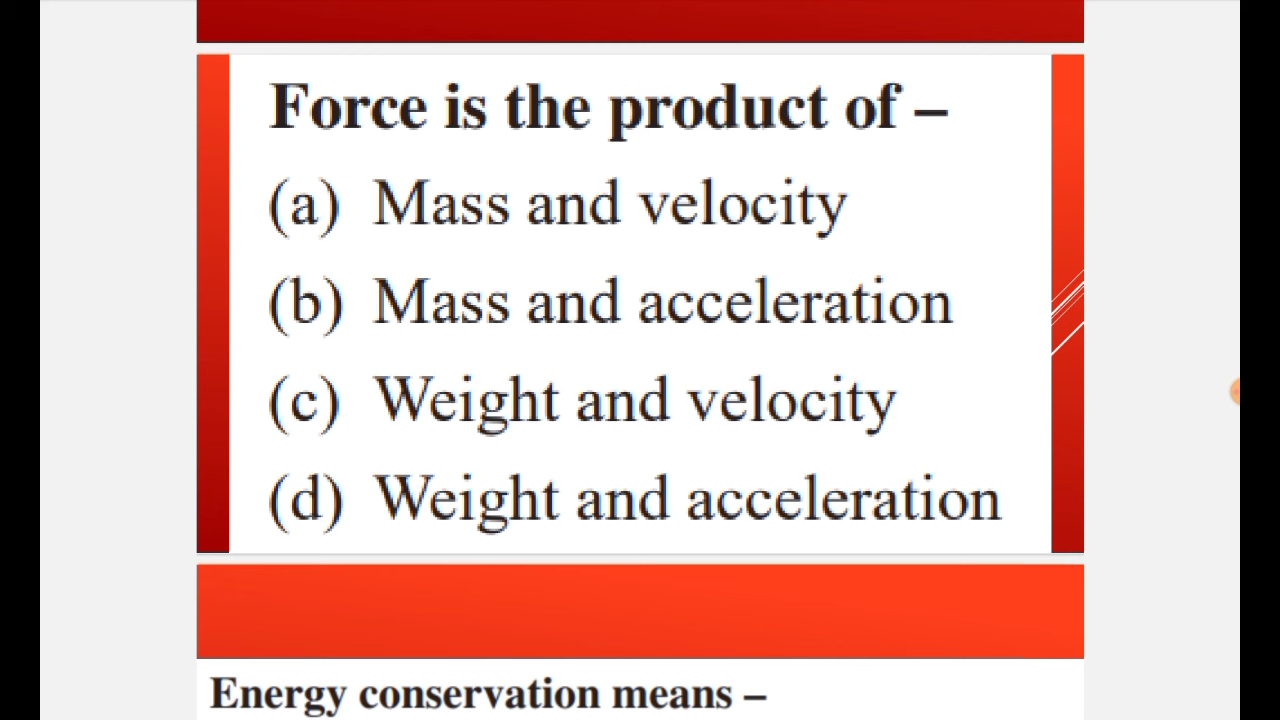 Force is the product of –
(a) Mass and velocity
(b) Mass and acceleration
(c) Weight and velocity
(d) Weight and acceleration
Energy conservation means –